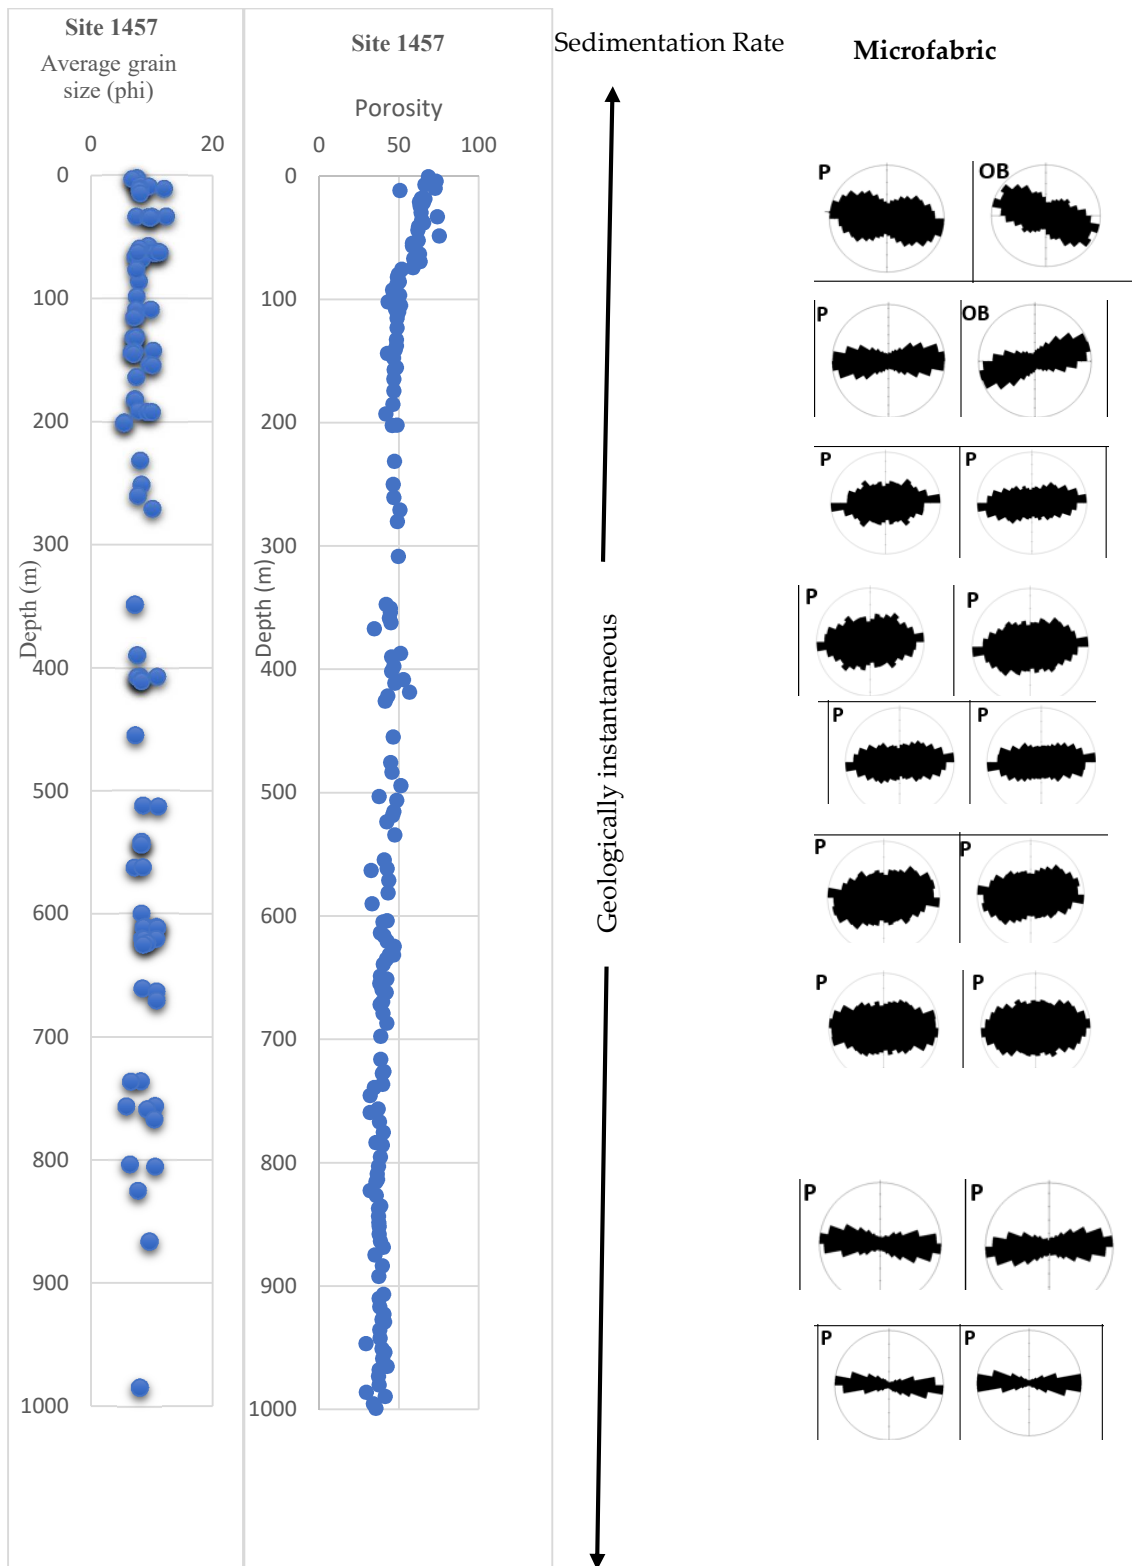 Site 1457
Average grain
size (phi)
0 20
0
100
200
300
400
500
600
700
800
900
1000
Depth (m)
Site 1457
Porosity
0 50 100
0
100
200
300
400
500
600
700
800
900
1000
Depth (m)
Sedimentation Rate
Geologically instantaneous
Microfabric
P OB
P OB
P P
P P
P P
P P
P P
P P
P P